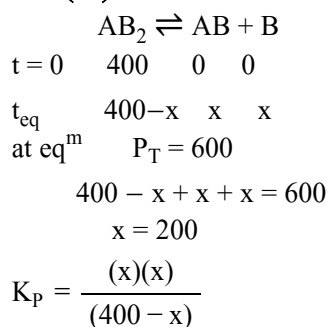 AB₂ ⇌ AB + B
t = 0 400 0 0
t_eq 400−x x x
at eq^m P_T = 600
400 − x + x + x = 600
x = 200
K_P = (x)(x) / (400 − x)